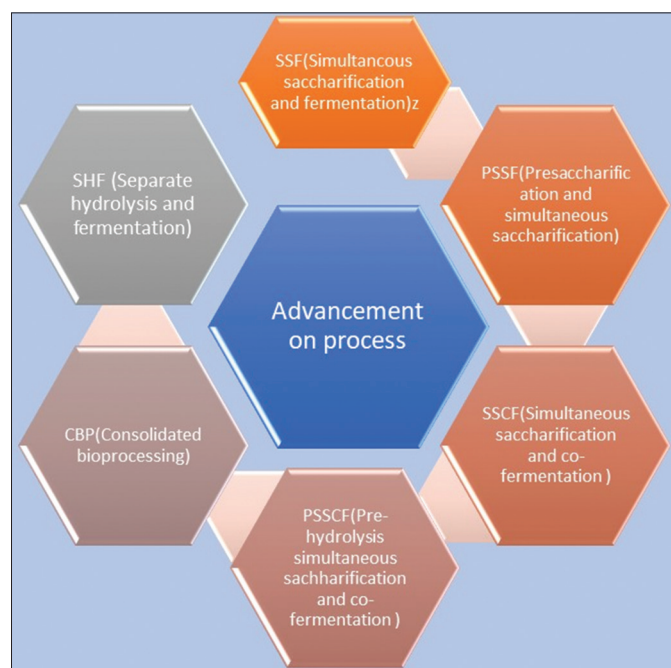 SSF(Simultancous
saccharification
and fermentation)z
PSSF(Presaccharific
ation and
simultaneous
saccharification)
SSCF(Simultaneous
saccharification
and co-
fermentation )
PSSCF(Pre-
hydrolysis
simultaneous
sachharification
and co-
fermentation )
CBP(Consolidated
bioprocessing)
SHF (Separate
hydrolysis and
fermentation)
Advancement
on process